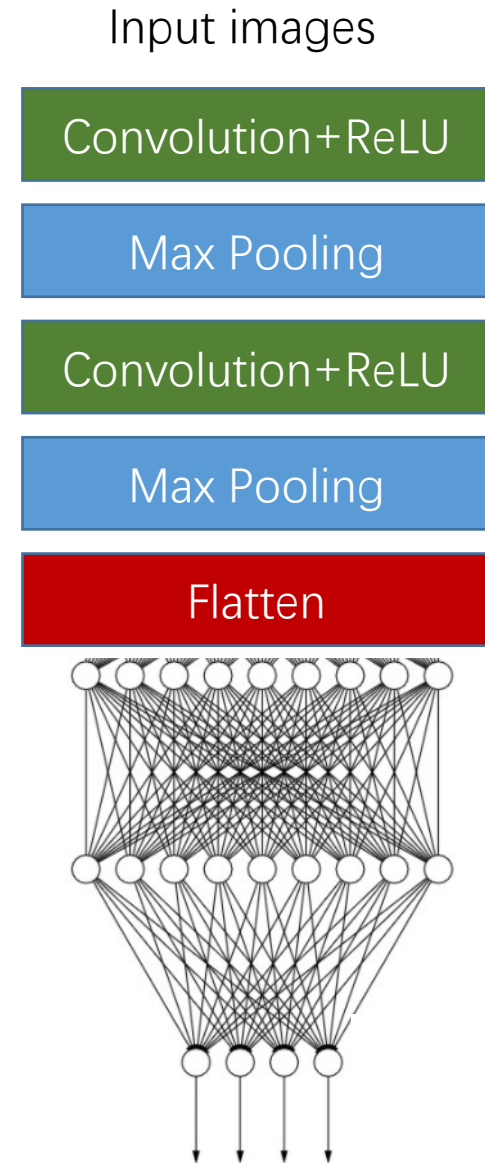 Input images
Convolution+ReLU
Max Pooling
Convolution+ReLU
Max Pooling
Flatten